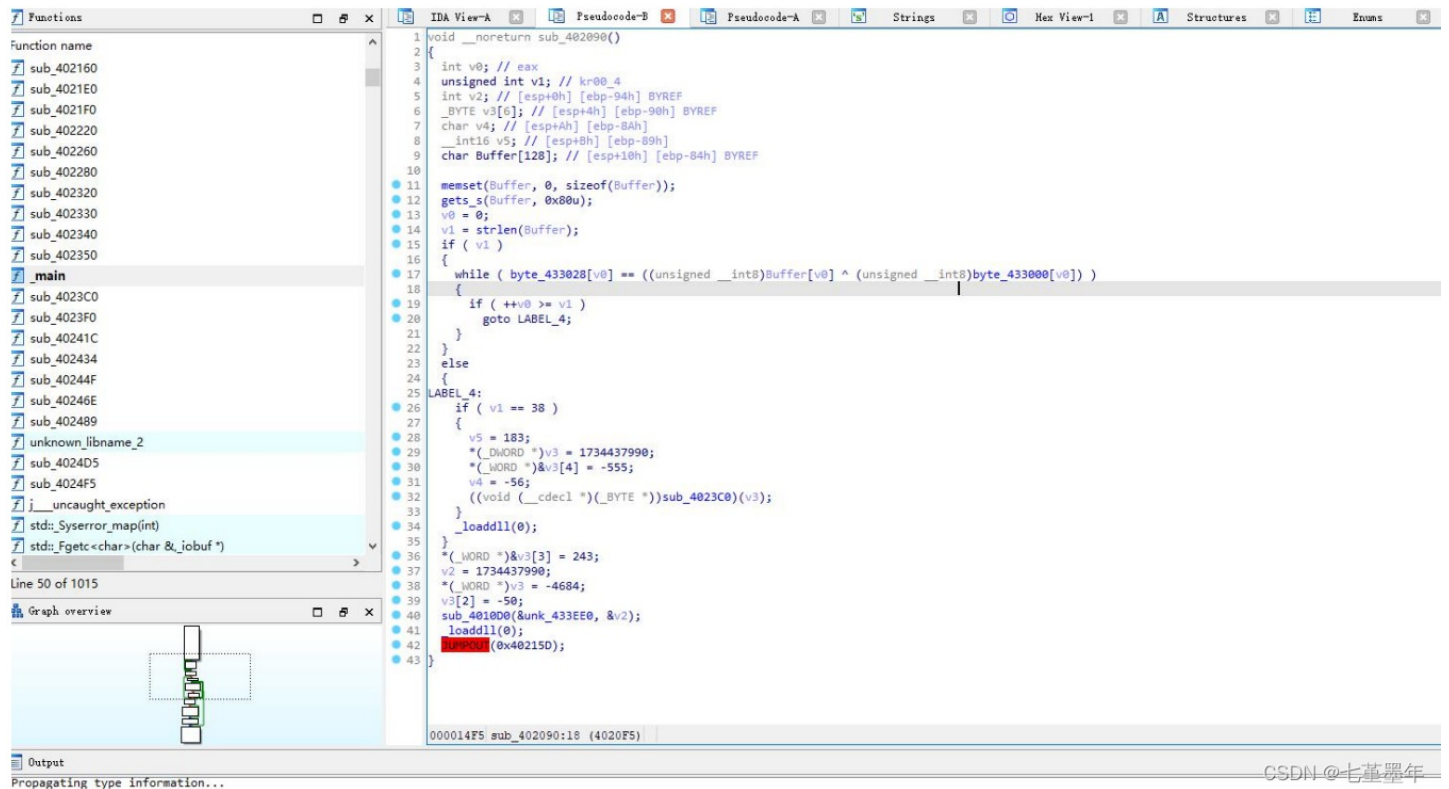 Functions
Function name
sub_402160
sub_4021E0
sub_4021F0
sub_402220
sub_402260
sub_402280
sub_402320
sub_402330
sub_402340
sub_402350
_main
sub_4023C0
sub_4023F0
sub_40241C
sub_402434
sub_40244F
sub_40246E
sub_402489
unknown_libname_2
sub_4024D5
sub_4024F5
j___uncaught_exception
std::_Syserror_map(int)
std::_Fgetc<char>(char &,_iobuf *)
Line 50 of 1015
Graph overview
IDA View-A Pseudocode-B Pseudocode-A Strings Hex View-1 Structures Enums
1 void __noreturn sub_402090()
2 {
3 int v0; // eax
4 unsigned int v1; // kr00_4
5 int v2; // [esp+0h] [ebp-94h] BYREF
6 _BYTE v3[6]; // [esp+4h] [ebp-90h] BYREF
7 char v4; // [esp+Ah] [ebp-8Ah]
8 __int16 v5; // [esp+Bh] [ebp-89h]
9 char Buffer[128]; // [esp+10h] [ebp-84h] BYREF
10
11 memset(Buffer, 0, sizeof(Buffer));
12 gets_s(Buffer, 0x80u);
13 v0 = 0;
14 v1 = strlen(Buffer);
15 if ( v1 )
16 {
17 while ( byte_433028[v0] == ((unsigned __int8)Buffer[v0] ^ (unsigned __int8)byte_433000[v0]) )
18 {
19 if ( ++v0 >= v1 )
20 goto LABEL_4;
21 }
22 }
23 else
24 {
25 LABEL_4:
26 if ( v1 == 38 )
27 {
28 v5 = 183;
29 *(_DWORD *)v3 = 1734437990;
30 *(_WORD *)&v3[4] = -555;
31 v4 = -56;
32 ((void (__cdecl *)(_BYTE *))sub_4023C0)(v3);
33 }
34 _loaddll(0);
35 }
36 *(_WORD *)&v3[3] = 243;
37 v2 = 1734437990;
38 *(_WORD *)v3 = -4684;
39 v3[2] = -50;
40 sub_4010D0(&unk_433EE0, &v2);
41 _loaddll(0);
42 JUMPOUT(0x40215D);
43 }
000014F5 sub_402090:18 (4020F5)
Output
Propagating type information...
CSDN @七堇墨年